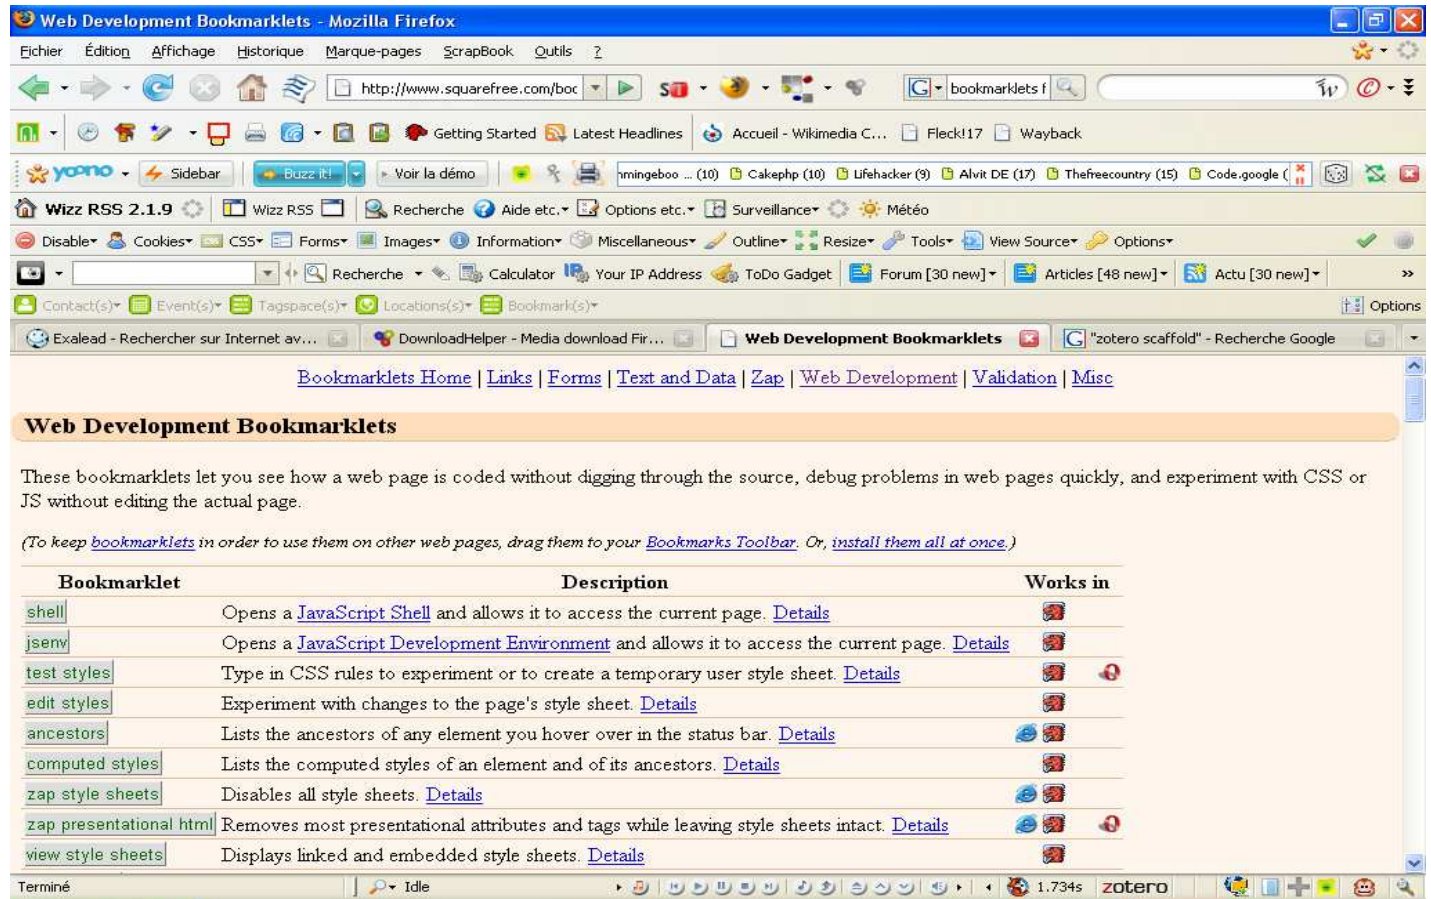 Web Development Bookmarklets - Mozilla Firefox
Fichier Édition Affichage Historique Marque-pages ScrapBook Outils ?
http://www.squarefree.com/boc G bookmarklets f
Getting Started Latest Headlines Accueil - Wikimedia C... Fleck!17 Wayback
yoono Sidebar Buzz it! Voir la démo mingeboo ... (10) Cakephp (10) Lifehacker (9) Alvit DE (17) Thefreecountry (15) Code.google (
Wizz RSS 2.1.9 Wizz RSS Recherche Aide etc. Options etc. Surveillance Météo
Disable Cookies CSS Forms Images Information Miscellaneous Outline Resize Tools View Source Options
Recherche Calculator Your IP Address ToDo Gadget Forum [30 new] Articles [48 new] Actu [30 new] »
Contact(s) Event(s) Tagspace(s) Locations(s) Bookmark(s) Options
Exalead - Rechercher sur Internet av... DownloadHelper - Media download Fir... Web Development Bookmarklets G "zotero scaffold" - Recherche Google
Bookmarklets Home | Links | Forms | Text and Data | Zap | Web Development | Validation | Misc
Web Development Bookmarklets
These bookmarklets let you see how a web page is coded without digging through the source, debug problems in web pages quickly, and experiment with CSS or
JS without editing the actual page.
(To keep bookmarklets in order to use them on other web pages, drag them to your Bookmarks Toolbar. Or, install them all at once.)
Bookmarklet Description Works in
shell Opens a JavaScript Shell and allows it to access the current page. Details
jsenv Opens a JavaScript Development Environment and allows it to access the current page. Details
test styles Type in CSS rules to experiment or to create a temporary user style sheet. Details
edit styles Experiment with changes to the page's style sheet. Details
ancestors Lists the ancestors of any element you hover over in the status bar. Details
computed styles Lists the computed styles of an element and of its ancestors. Details
zap style sheets Disables all style sheets. Details
zap presentational html Removes most presentational attributes and tags while leaving style sheets intact. Details
view style sheets Displays linked and embedded style sheets. Details
Terminé Idle 1.734s zotero